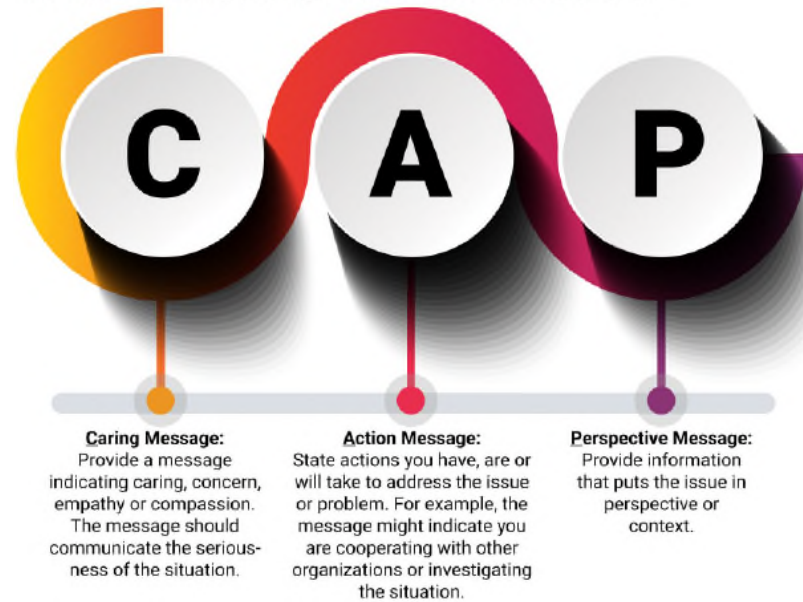 C
A
P
Caring Message:
Provide a message
indicating caring, concern,
empathy or compassion.
The message should
communicate the serious-
ness of the situation.
Action Message:
State actions you have, are or
will take to address the issue
or problem. For example, the
message might indicate you
are cooperating with other
organizations or investigating
the situation.
Perspective Message:
Provide information
that puts the issue in
perspective or
context.